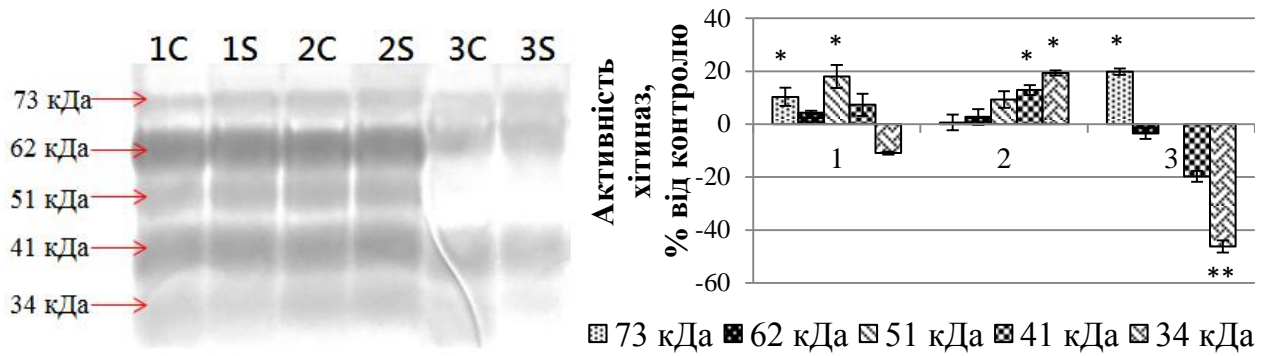 1C 1S 2C 2S 3C 3S
73 кДа
62 кДа
51 кДа
41 кДа
34 кДа
Активність
хітиназ,
% від контролю
40
20
0
-20
-40
-60
* * * * *
1 2 3
**
73 кДа 62 кДа 51 кДа 41 кДа 34 кДа